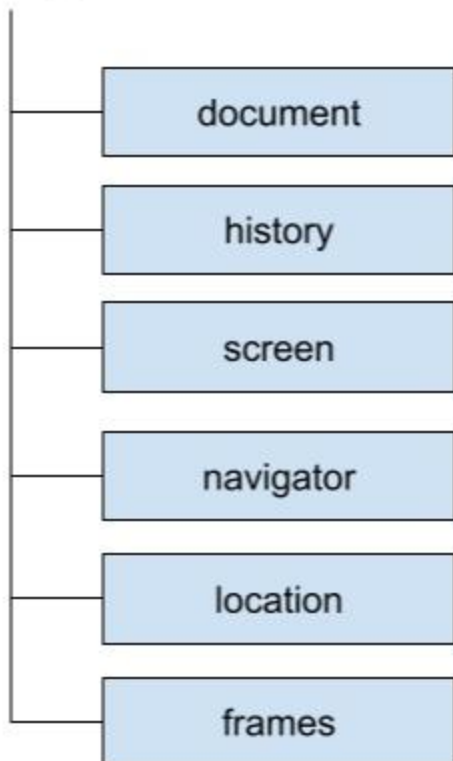 document
history
screen
navigator
location
frames